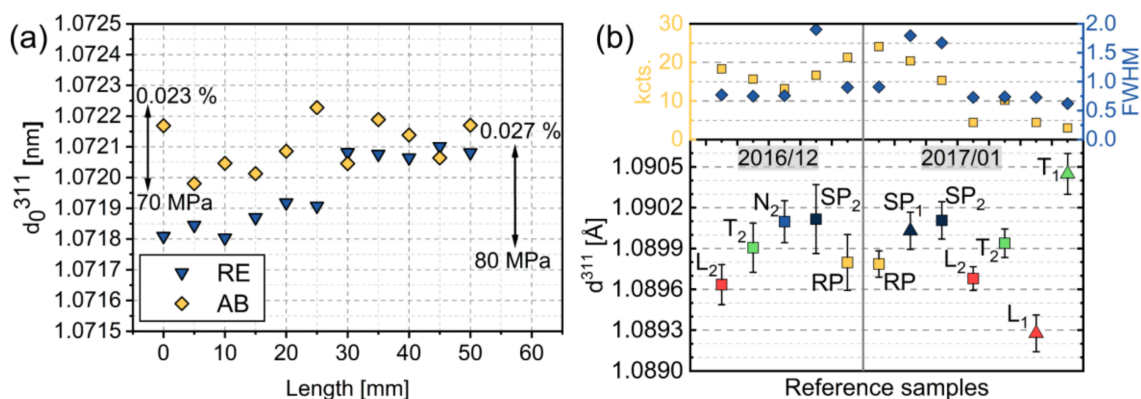 (a)
d₀³¹¹ [nm]
1.0725
1.0724
1.0723
1.0722
1.0721
1.0720
1.0719
1.0718
1.0717
1.0716
1.0715
0.023 %
70 MPa
0.027 %
80 MPa
RE
AB
0 10 20 30 40 50 60
Length [mm]
(b)
kcts.
30
20
10
0
FWHM
2.0
1.5
1.0
0.5
0.0
2016/12 2017/01
d³¹¹ [Å]
1.0905
1.0902
1.0899
1.0896
1.0893
1.0890
L₂
T₂
N₂
SP₂
RP
RP
SP₁
SP₂
L₂
T₂
L₁
T₁
Reference samples